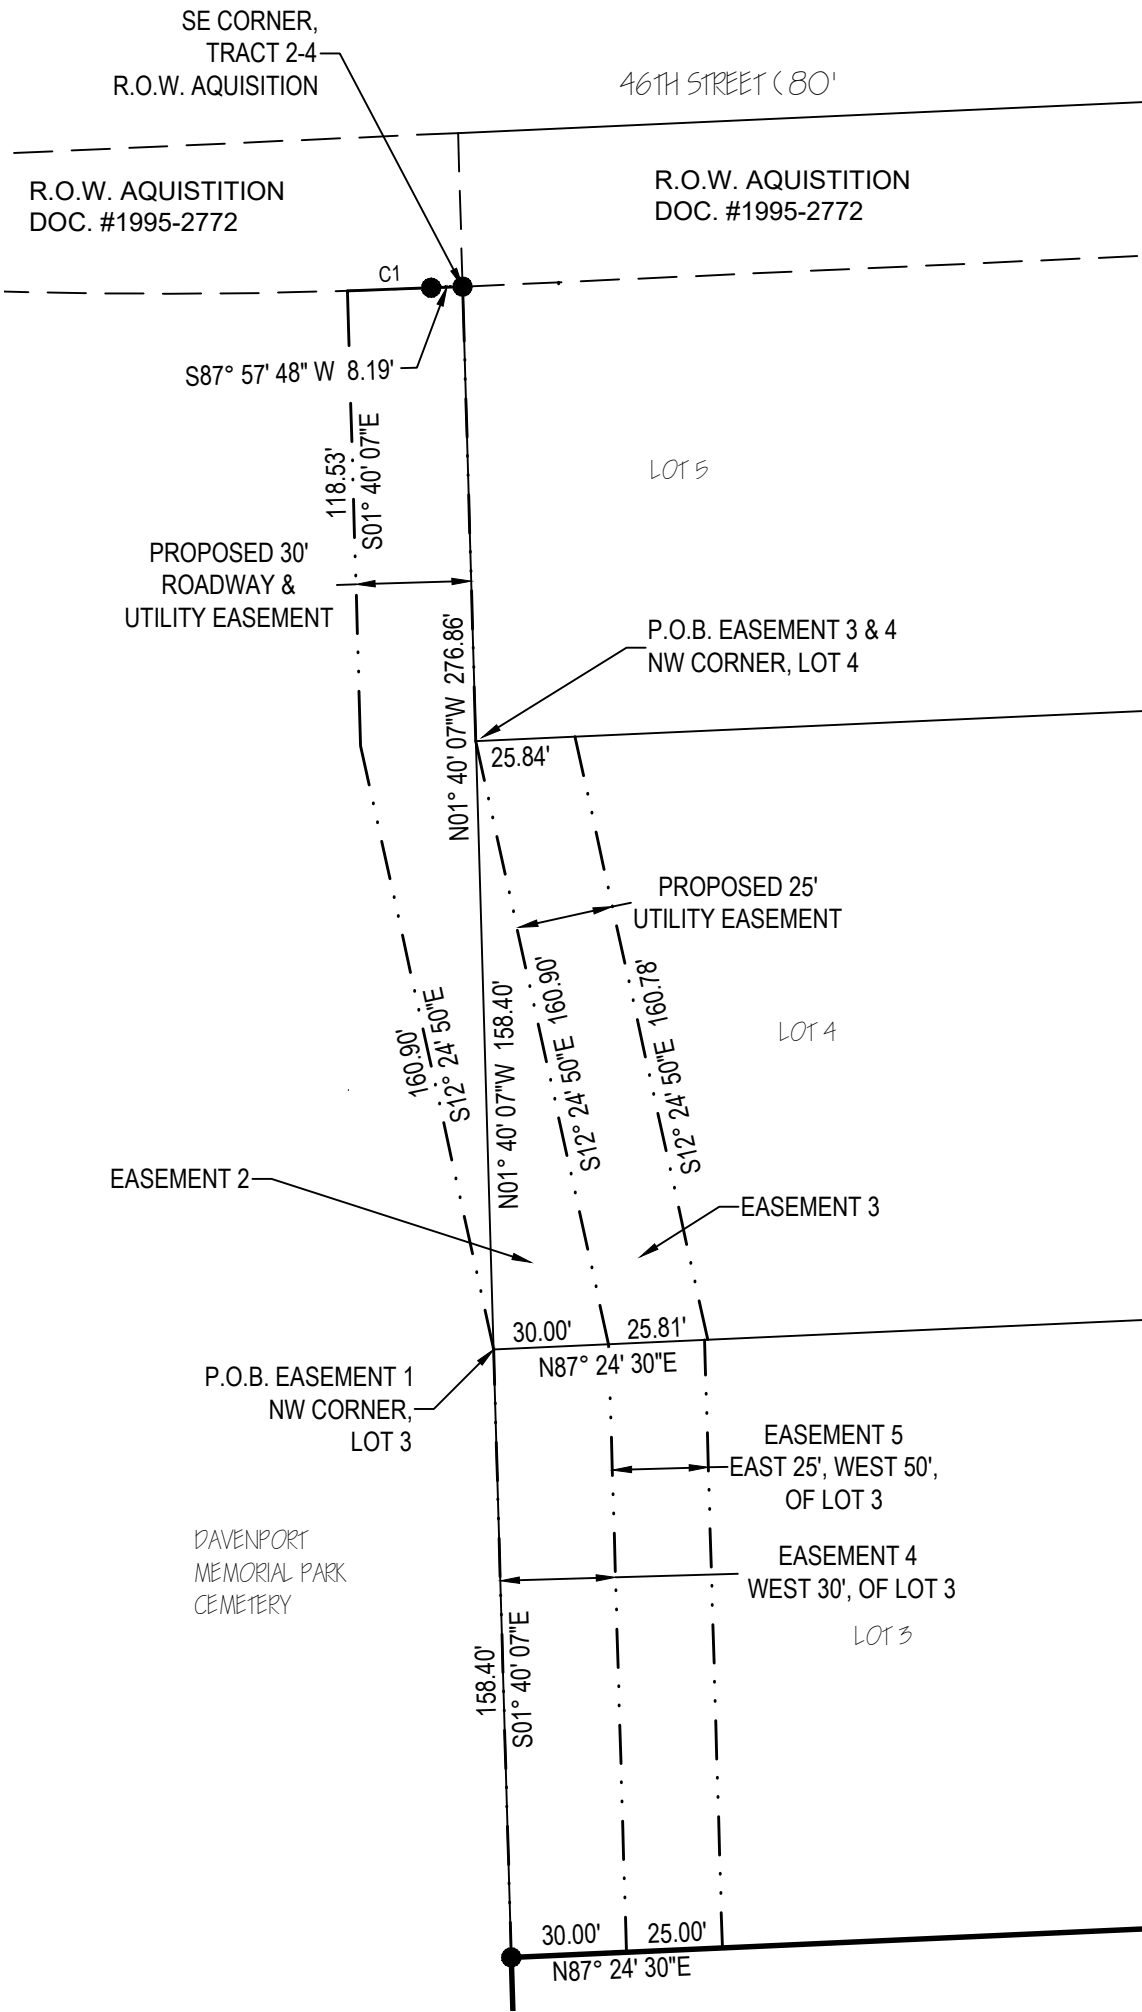 SE CORNER,
TRACT 2-4
R.O.W. AQUISITION
46TH STREET ( 80'
R.O.W. AQUISTITION
DOC. #1995-2772
R.O.W. AQUISTITION
DOC. #1995-2772
C1
S87° 57' 48" W 8.19'
118.53'
S01° 40' 07"E
LOT 5
PROPOSED 30'
ROADWAY &
UTILITY EASEMENT
N01° 40' 07"W 276.86'
P.O.B. EASEMENT 3 & 4
NW CORNER, LOT 4
25.84'
PROPOSED 25'
UTILITY EASEMENT
160.90'
S12° 24' 50"E
N01° 40' 07"W 158.40'
S12° 24' 50"E 160.90'
S12° 24' 50"E 160.78'
LOT 4
EASEMENT 2
EASEMENT 3
30.00'
25.81'
N87° 24' 30"E
P.O.B. EASEMENT 1
NW CORNER,
LOT 3
EASEMENT 5
EAST 25', WEST 50',
OF LOT 3
DAVENPORT
MEMORIAL PARK
CEMETERY
EASEMENT 4
WEST 30', OF LOT 3
LOT 3
158.40'
S01° 40' 07"E
30.00'
25.00'
N87° 24' 30"E